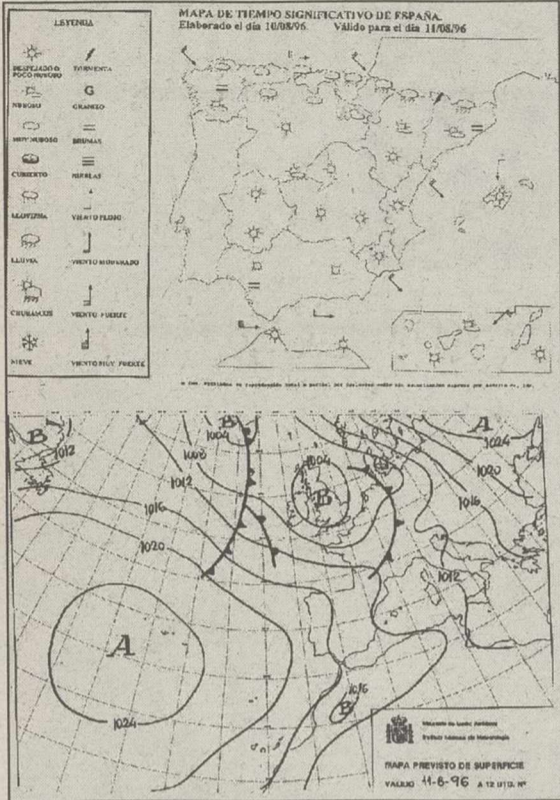 MAPA DE TIEMPO SIGNIFICATIVO DE ESPAÑA.
Elaborado el día 10/08/96. Válido para el día 11/08/96
LEYENDA
DESPEJADO O
POCO NUBOSO
TORMENTA
NUBOSO
G
GRANIZO
MUY NUBOSO
BRUMAS
CUBIERTO
NIEBLAS
LLOVIZNA
VIENTO FLOJO
LLUVIA
VIENTO MODERADO
CHUBASCOS
VIENTO FUERTE
NIEVE
VIENTO MUY FUERTE
B
1012
B
1004
1008
1012
1016
1020
1004
B
A
1024
1020
1016
1012
A
1024
1016
B
MAPA PREVISTO DE SUPERFICIE
VALIDO 11-8-96 A 12 UTC. Nº